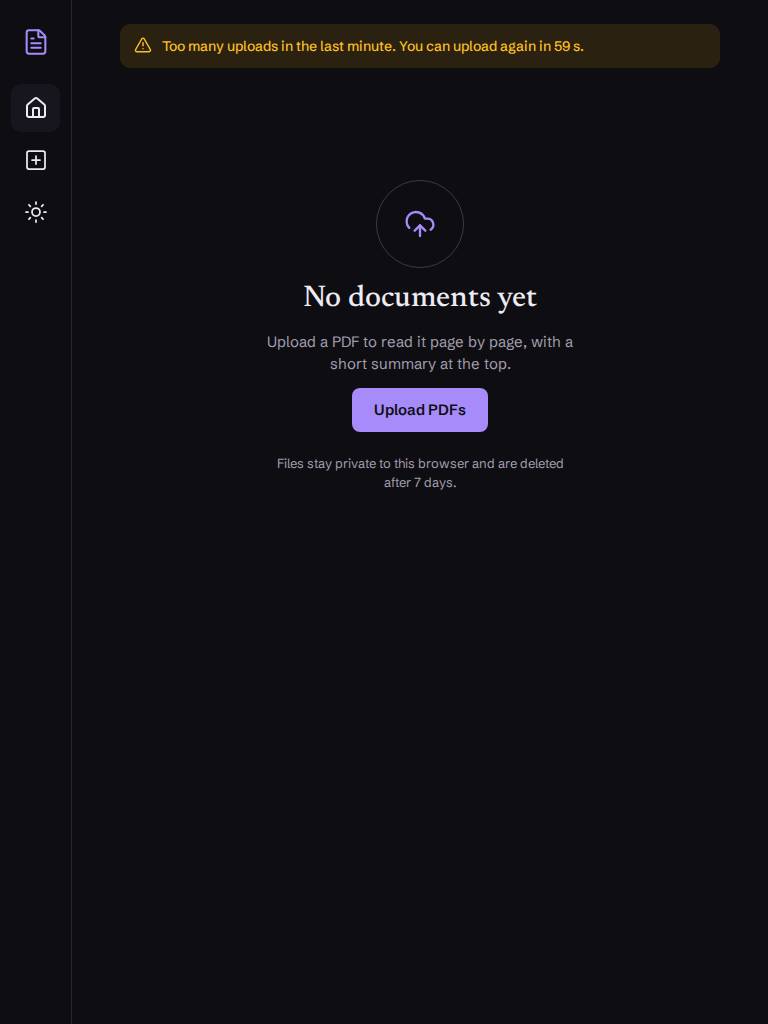 Too many uploads in the last minute. You can upload again in 59 s.
No documents yet
Upload a PDF to read it page by page, with a
short summary at the top.
Upload PDFs
Files stay private to this browser and are deleted
after 7 days.